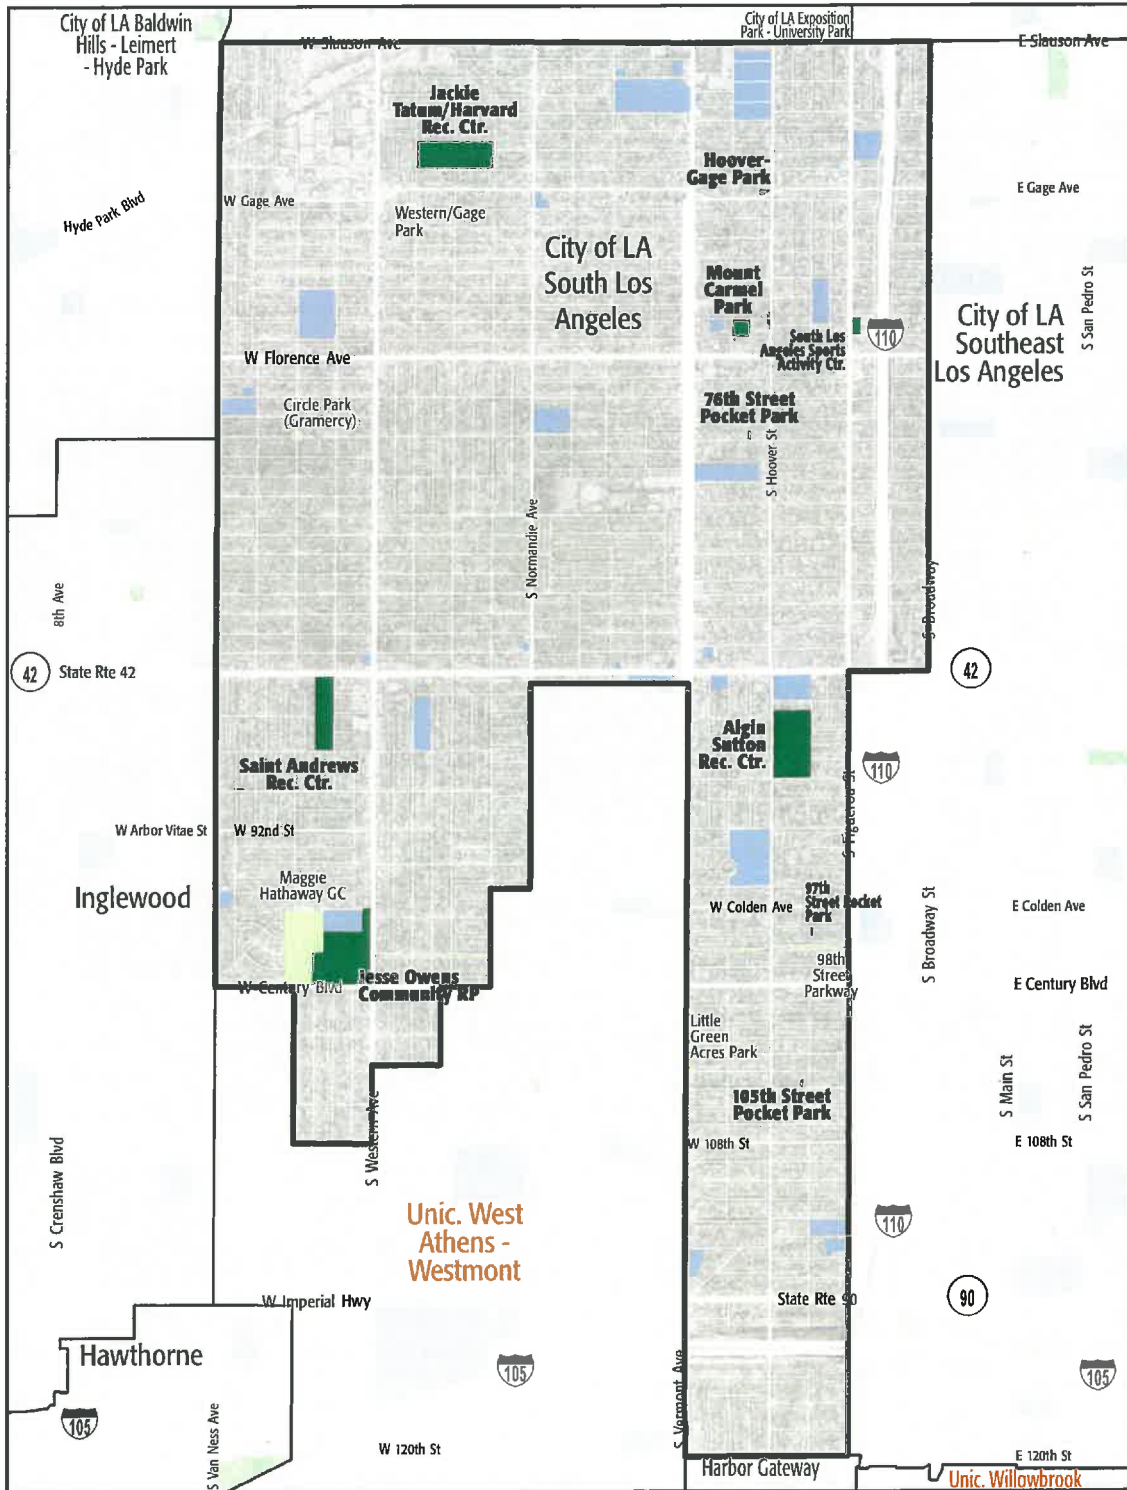 City of LA Baldwin
Hills - Leimert
- Hyde Park
City of LA Exposition
Park - University Park
W Slauson Ave
E Slauson Ave
Jackie
Tatum/Harvard
Rec. Ctr.
Hoover-
Gage Park
W Gage Ave
E Gage Ave
Hyde Park Blvd
Western/Gage
Park
City of LA
South Los
Angeles
Mount
Carmel
Park
S San Pedro St
City of LA
Southeast
Los Angeles
South Los
Angeles Sports
Activity Ctr.
110
W Florence Ave
Circle Park
(Gramercy)
76th Street
Pocket Park
S Hoover St
S Normandie Ave
S Broadway
8th Ave
42
State Rte 42
42
Saint Andrews
Rec. Ctr.
Algin
Sutton
Rec. Ctr.
110
S Figueroa St
W Arbor Vitae St
W 92nd St
Maggie
Hathaway GC
Inglewood
97th
Street Pocket
Park
W Colden Ave
E Colden Ave
S Broadway St
98th
Street
Parkway
W Century Blvd
Jesse Owens
Community RP
E Century Blvd
Little
Green
Acres Park
S Main St
S San Pedro St
105th Street
Pocket Park
W 108th St
E 108th St
S Western Ave
S Crenshaw Blvd
Unic. West
Athens -
Westmont
110
W Imperial Hwy
State Rte 90
90
Hawthorne
105
105
105
S Vermont Ave
S Van Ness Ave
W 120th St
E 120th St
Harbor Gateway
Unic. Willowbrook